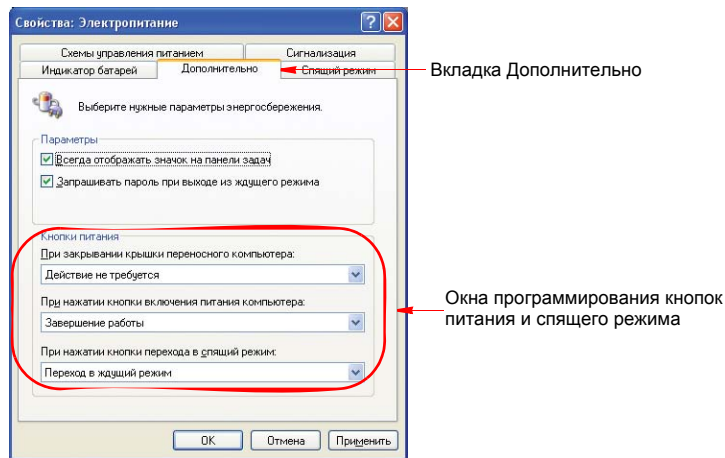 Свойства: Электропитание
Схемы управления питанием
Сигнализация
Индикатор батарей
Дополнительно
Спящий режим
Вкладка Дополнительно
Выберите нужные параметры энергосбережения.
Параметры
Всегда отображать значок на панели задач
Запрашивать пароль при выходе из ждущего режима
Кнопки питания
При закрывании крышки переносного компьютера:
Действие не требуется
При нажатии кнопки включения питания компьютера:
Завершение работы
При нажатии кнопки перехода в спящий режим:
Переход в ждущий режим
Окна программирования кнопок
питания и спящего режима
OK
Отмена
Применить